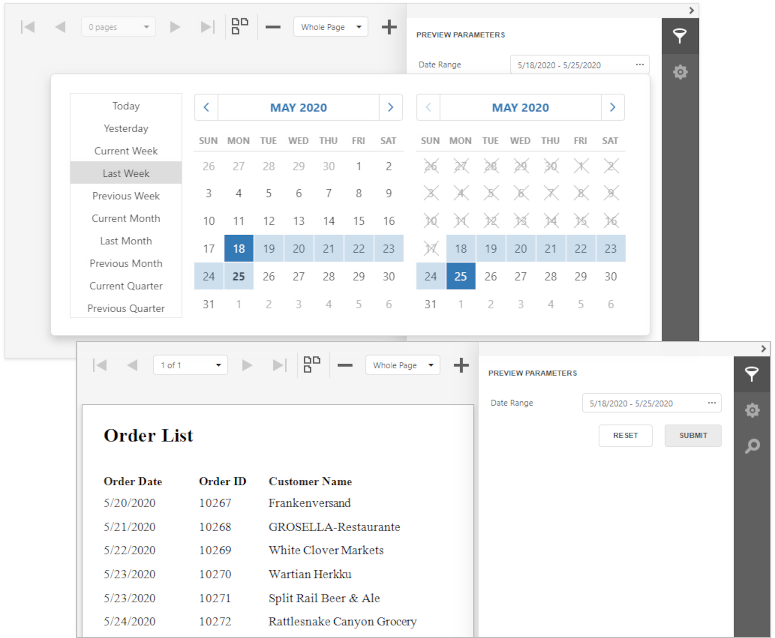 0 pages Whole Page
PREVIEW PARAMETERS
Date Range 5/18/2020 - 5/25/2020 ...
Today
Yesterday
Current Week
Last Week
Previous Week
Current Month
Last Month
Previous Month
Current Quarter
Previous Quarter
MAY 2020
SUN MON TUE WED THU FRI SAT
26 27 28 29 30 1 2
3 4 5 6 7 8 9
10 11 12 13 14 15 16
17 18 19 20 21 22 23
24 25 26 27 28 29 30
31 1 2 3 4 5 6
MAY 2020
SUN MON TUE WED THU FRI SAT
26 27 28 29 30 1 2
3 4 5 6 7 8 9
10 11 12 13 14 15 16
17 18 19 20 21 22 23
24 25 26 27 28 29 30
31 1 2 3 4 5 6
1 of 1 Whole Page
PREVIEW PARAMETERS
Date Range 5/18/2020 - 5/25/2020 ...
RESET SUBMIT
Order List
Order Date Order ID Customer Name
5/20/2020 10267 Frankenversand
5/21/2020 10268 GROSELLA-Restaurante
5/22/2020 10269 White Clover Markets
5/23/2020 10270 Wartian Herkku
5/23/2020 10271 Split Rail Beer & Ale
5/24/2020 10272 Rattlesnake Canyon Grocery